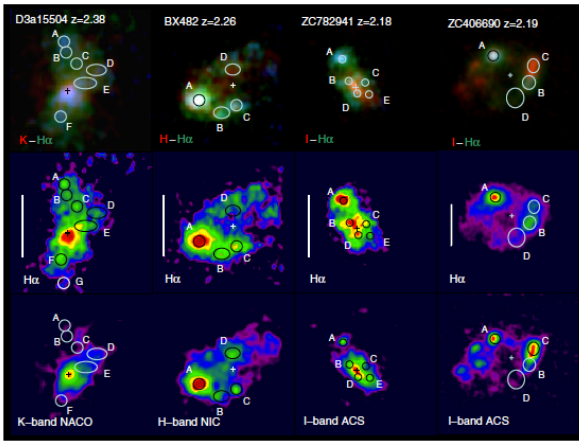 D3a15504 z=2.38
BX482 z=2.26
ZC782941 z=2.18
ZC406690 z=2.19
A
B
C
D
E
F
K–Hα
A
B
C
D
H–Hα
A
B
C
D
E
I–Hα
A
B
C
D
I–Hα
A
B
C
D
E
F
G
Hα
A
B
C
D
Hα
A
B
C
D
E
Hα
A
B
C
D
Hα
A
B
C
D
E
F
K–band NACO
A
B
C
D
H–band NIC
A
B
C
D
E
I–band ACS
A
B
C
D
I–band ACS